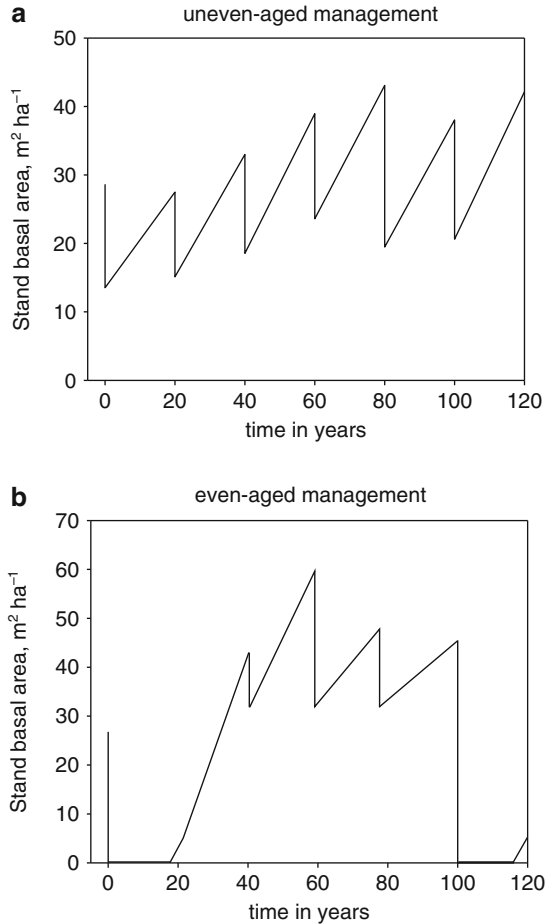 a
uneven-aged management
Stand basal area, m² ha⁻¹
50
40
30
20
10
0
0 20 40 60 80 100 120
time in years
b
even-aged management
Stand basal area, m² ha⁻¹
70
60
50
40
30
20
10
0
0 20 40 60 80 100 120
time in years